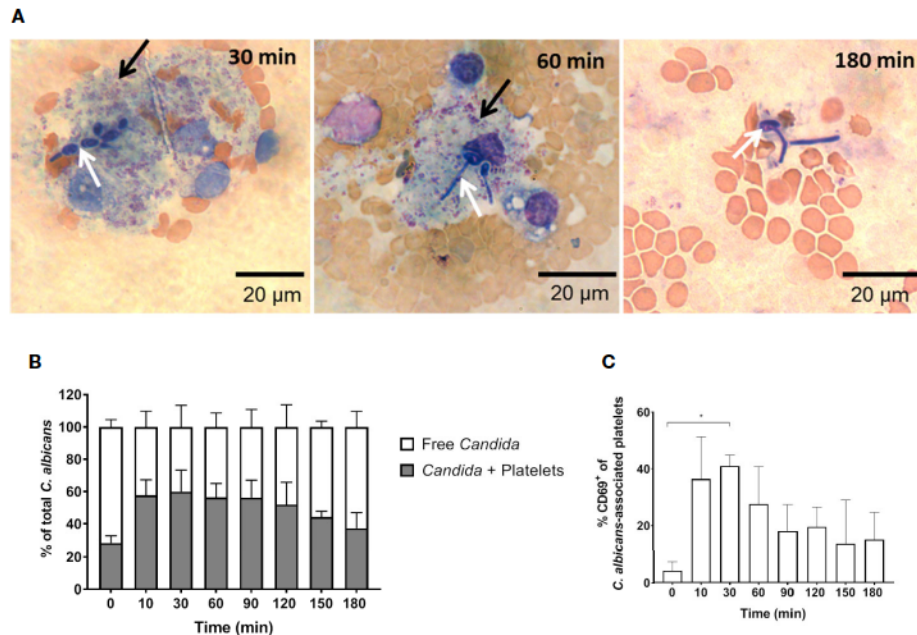 A
30 min
60 min
180 min
20 µm
20 µm
20 µm
B
% of total C. albicans
120
100
80
60
40
20
0
0 10 30 60 90 120 150 180
Time (min)
Free Candida
Candida + Platelets
C
% CD69⁺ of
C. albicans-associated platelets
60
40
20
0
*
0 10 30 60 90 120 150 180
Time (min)